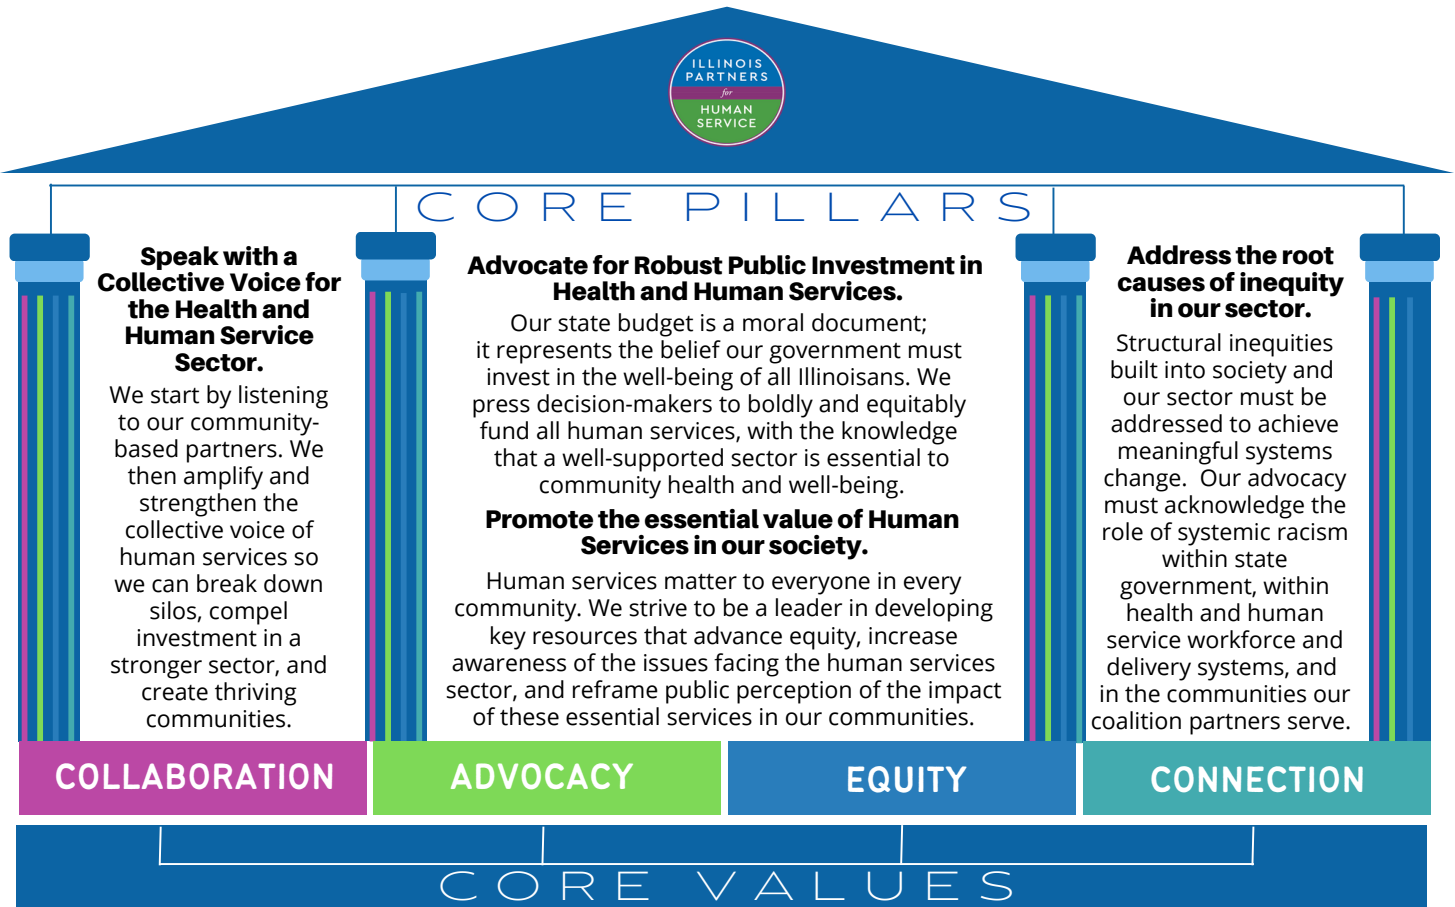 ILLINOIS
PARTNERS
for
HUMAN
SERVICE
CORE PILLARS
Speak with a
Collective Voice for
the Health and
Human Service
Sector.
We start by listening
to our community-
based partners. We
then amplify and
strengthen the
collective voice of
human services so
we can break down
silos, compel
investment in a
stronger sector, and
create thriving
communities.
Advocate for Robust Public Investment in
Health and Human Services.
Our state budget is a moral document;
it represents the belief our government must
invest in the well-being of all Illinoisans. We
press decision-makers to boldly and equitably
fund all human services, with the knowledge
that a well-supported sector is essential to
community health and well-being.
Promote the essential value of Human
Services in our society.
Human services matter to everyone in every
community. We strive to be a leader in developing
key resources that advance equity, increase
awareness of the issues facing the human services
sector, and reframe public perception of the impact
of these essential services in our communities.
Address the root
causes of inequity
in our sector.
Structural inequities
built into society and
our sector must be
addressed to achieve
meaningful systems
change. Our advocacy
must acknowledge the
role of systemic racism
within state
government, within
health and human
service workforce and
delivery systems, and
in the communities our
coalition partners serve.
COLLABORATION
ADVOCACY
EQUITY
CONNECTION
CORE VALUES